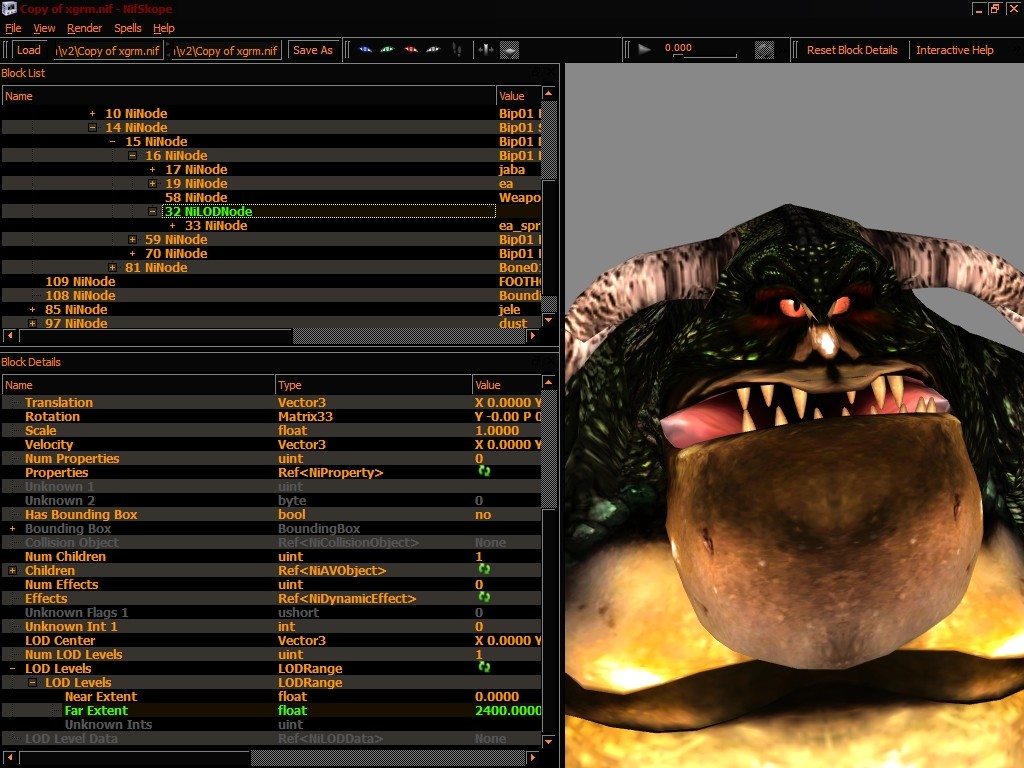 Copy of xgrm.nif - NifSkope
File View Render Spells Help
Load \v2\Copy of xgrm.nif \v2\Copy of xgrm.nif Save As 0.000 Reset Block Details Interactive Help
Block List
Name Value
10 NiNode Bip01
14 NiNode Bip01
15 NiNode Bip01
16 NiNode Bip01
17 NiNode jaba
19 NiNode ea
58 NiNode Weapo
32 NiLODNode
33 NiNode ea_spr
59 NiNode Bip01
70 NiNode Bip01
81 NiNode Bone0
109 NiNode FOOTH
108 NiNode Boundi
85 NiNode jele
97 NiNode dust
Block Details
Name Type Value
Translation Vector3 X 0.0000 Y
Rotation Matrix33 Y -0.00 P 0
Scale float 1.0000
Velocity Vector3 X 0.0000 Y
Num Properties uint 0
Properties Ref<NiProperty>
Unknown 1 uint
Unknown 2 byte 0
Has Bounding Box bool no
Bounding Box BoundingBox
Collision Object Ref<NiCollisionObject> None
Num Children uint 1
Children Ref<NiAVObject>
Num Effects uint 0
Effects Ref<NiDynamicEffect>
Unknown Flags 1 ushort 0
Unknown Int 1 int 0
LOD Center Vector3 X 0.0000 Y
Num LOD Levels uint 1
LOD Levels LODRange
LOD Levels LODRange
Near Extent float 0.0000
Far Extent float 2400.0000
Unknown Ints uint
LOD Level Data Ref<NiLODData> None